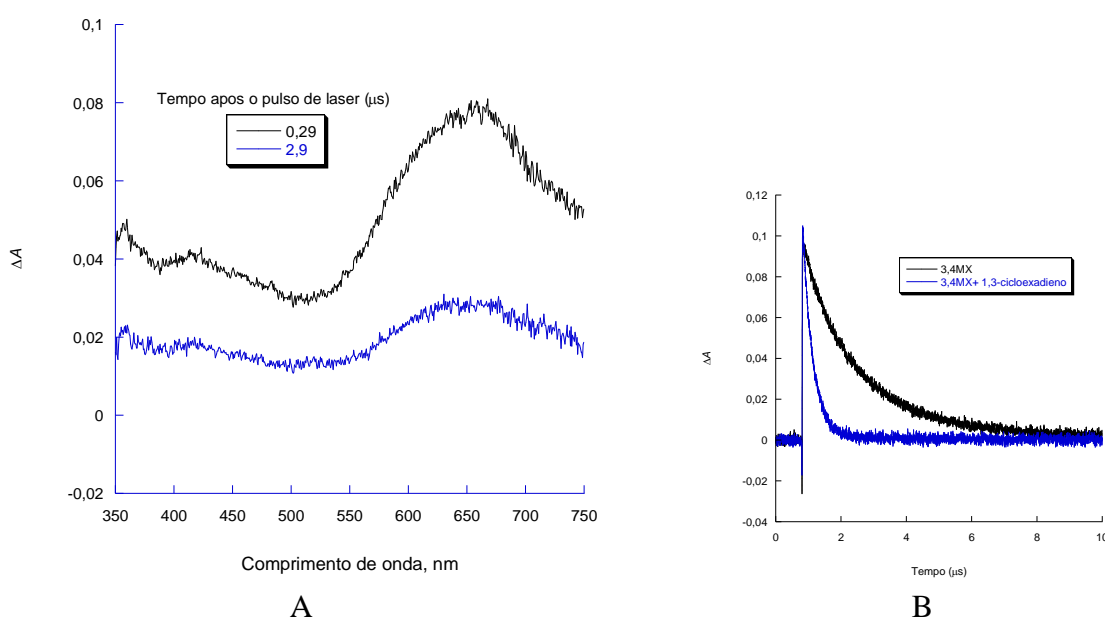 0,1
0,08
0,06
0,04
0,02
0
-0,02
ΔA
Tempo apos o pulso de laser (μs)
0,29
2,9
350 400 450 500 550 600 650 700 750
Comprimento de onda, nm
A
0,12
0,1
0,08
0,06
0,04
0,02
0
-0,02
-0,04
ΔA
3,4MX
3,4MX+ 1,3-cicloexadieno
0 2 4 6 8 10
Tempo (μs)
B